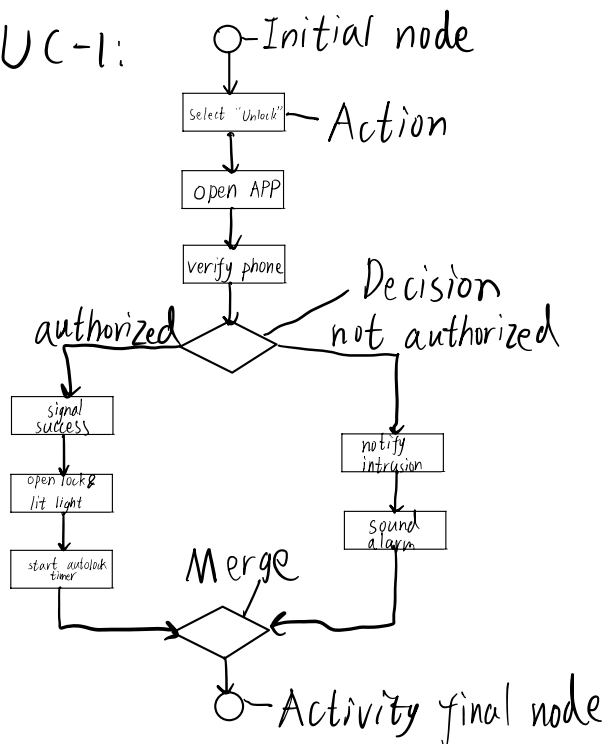 UC-1:
Initial node
Select "Unlock"
Action
open APP
verify phone
Decision
authorized
not authorized
signal
success
notify
intrusion
open lock&
lit light
sound
alarm
start autolock
timer
Merge
Activity final node